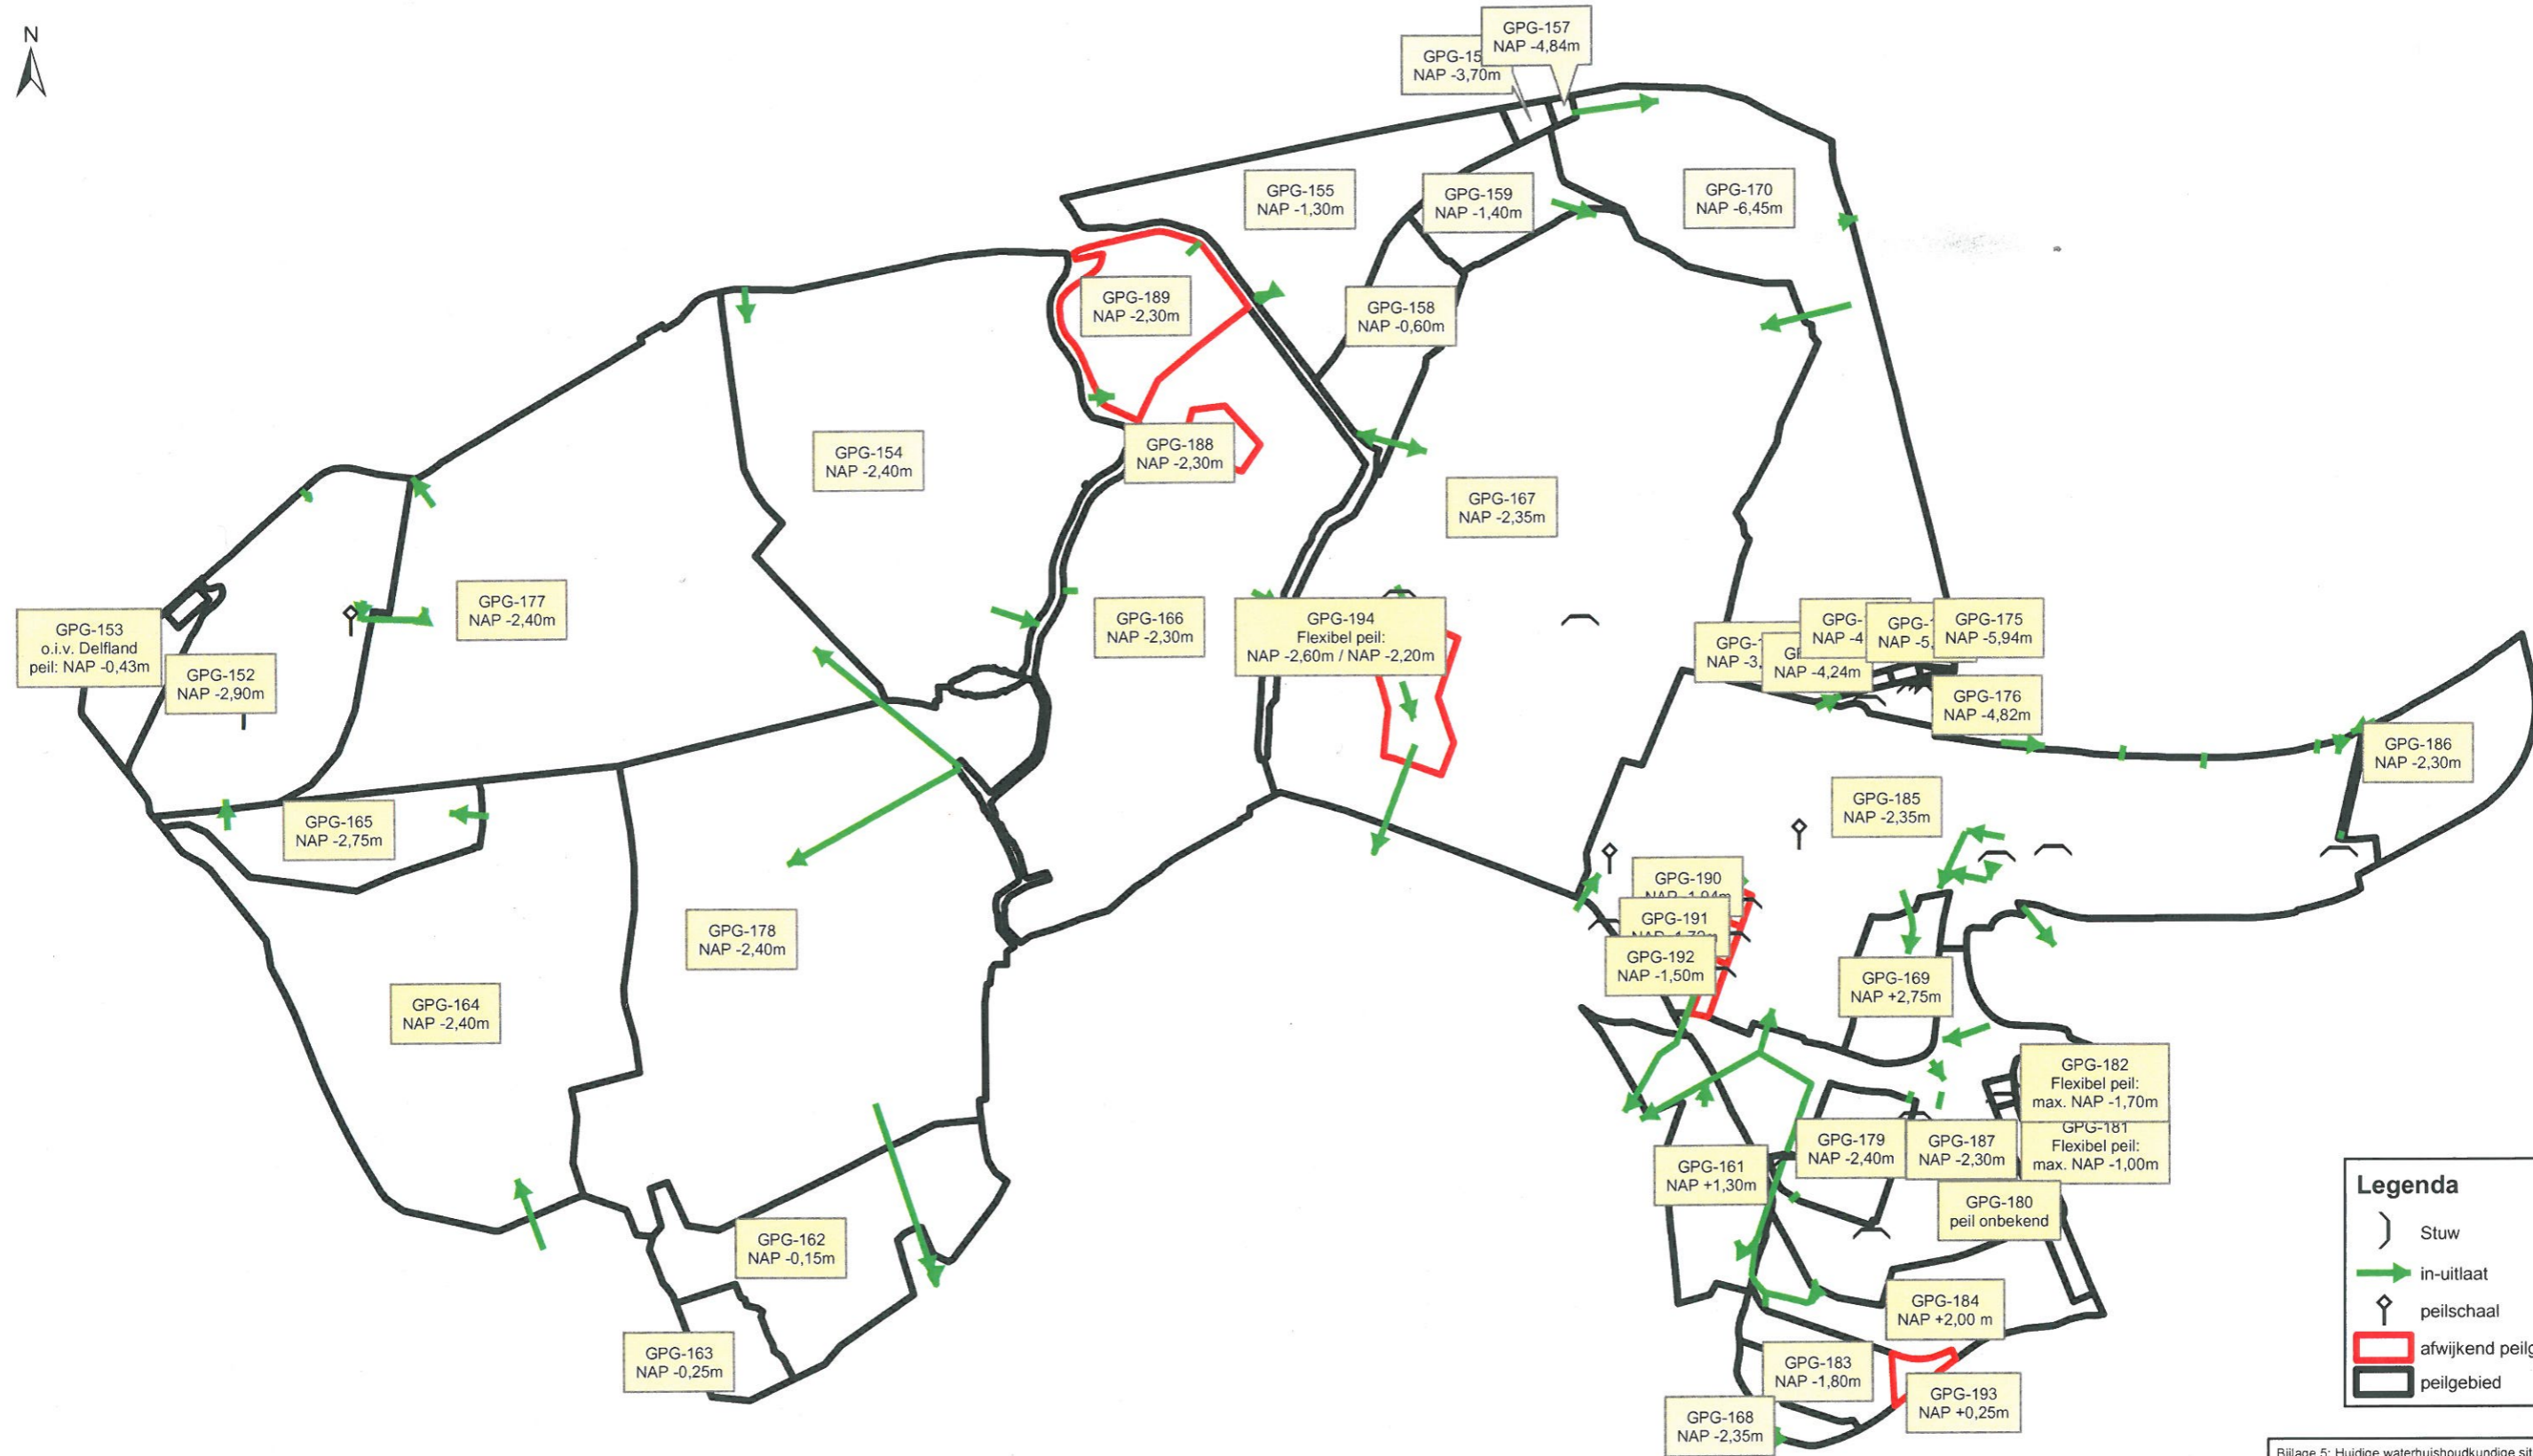 N
GPG-157
NAP -4,84m
NAP -3,70m
GPG-155
NAP -1,30m
GPG-159
NAP -1,40m
GPG-170
NAP -6,45m
GPG-189
NAP -2,30m
GPG-158
NAP -0,60m
GPG-154
NAP -2,40m
GPG-188
NAP -2,30m
GPG-167
NAP -2,35m
GPG-177
NAP -2,40m
GPG-166
NAP -2,30m
GPG-194
Flexibel peil:
NAP -2,60m / NAP -2,20m
GPG-153
o.i.v. Delfland
peil: NAP -0,43m
GPG-152
NAP -2,90m
NAP -4,24m
GPG-175
NAP -5,94m
GPG-176
NAP -4,82m
GPG-186
NAP -2,30m
GPG-185
NAP -2,35m
GPG-165
NAP -2,75m
GPG-190
GPG-191
GPG-192
NAP -1,50m
GPG-178
NAP -2,40m
GPG-169
NAP +2,75m
GPG-164
NAP -2,40m
GPG-182
Flexibel peil:
max. NAP -1,70m
GPG-181
Flexibel peil:
max. NAP -1,00m
GPG-179
NAP -2,40m
GPG-187
NAP -2,30m
GPG-161
NAP +1,30m
GPG-180
peil onbekend
GPG-162
NAP -0,15m
GPG-163
NAP -0,25m
GPG-184
NAP +2,00 m
GPG-183
NAP -1,80m
GPG-193
NAP +0,25m
GPG-168
NAP -2,35m
Legenda
Stuw
in-uitlaat
peilschaal
afwijkend
peilgebied
Bijlage 5: Huidige waterhuishoudkundige